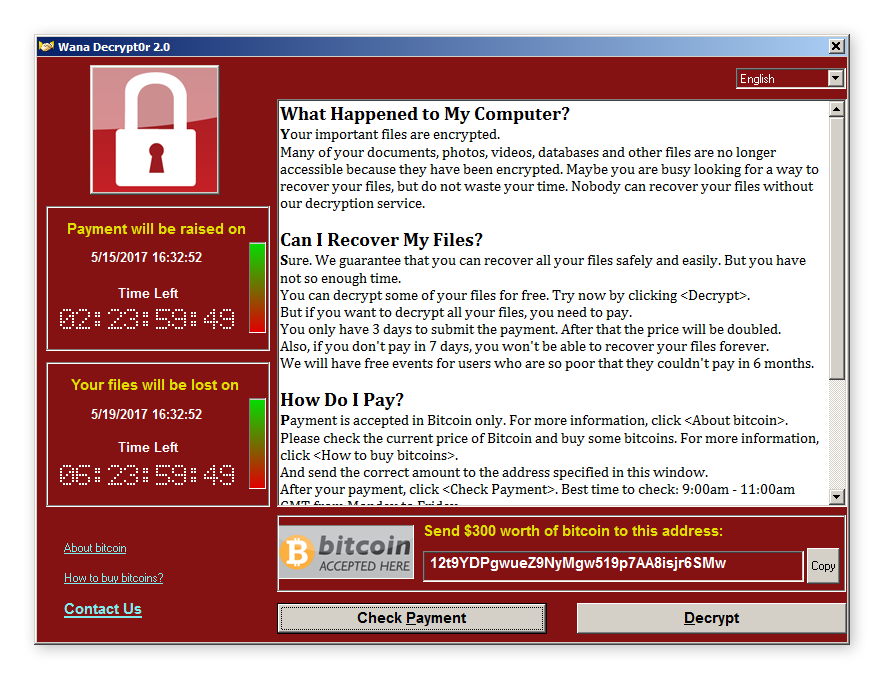 Wana Decrypt0r 2.0
English
Payment will be raised on
5/15/2017 16:32:52
Time Left
02:23:59:49
Your files will be lost on
5/19/2017 16:32:52
Time Left
06:23:59:49
About bitcoin
How to buy bitcoins?
Contact Us
What Happened to My Computer?
Your important files are encrypted.
Many of your documents, photos, videos, databases and other files are no longer
accessible because they have been encrypted. Maybe you are busy looking for a way to
recover your files, but do not waste your time. Nobody can recover your files without
our decryption service.
Can I Recover My Files?
Sure. We guarantee that you can recover all your files safely and easily. But you have
not so enough time.
You can decrypt some of your files for free. Try now by clicking <Decrypt>.
But if you want to decrypt all your files, you need to pay.
You only have 3 days to submit the payment. After that the price will be doubled.
Also, if you don't pay in 7 days, you won't be able to recover your files forever.
We will have free events for users who are so poor that they couldn't pay in 6 months.
How Do I Pay?
Payment is accepted in Bitcoin only. For more information, click <About bitcoin>.
Please check the current price of Bitcoin and buy some bitcoins. For more information,
click <How to buy bitcoins>.
And send the correct amount to the address specified in this window.
After your payment, click <Check Payment>. Best time to check: 9:00am - 11:00am
GMT from Monday to Friday
bitcoin
ACCEPTED HERE
Send $300 worth of bitcoin to this address:
12t9YDPgwueZ9NyMgw519p7AA8isjr6SMw
Copy
Check Payment
Decrypt